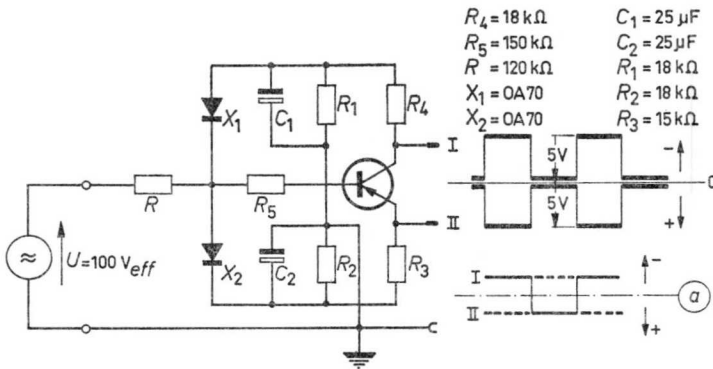 R4 = 18 kΩ C1 = 25 µF
R5 = 150 kΩ C2 = 25 µF
R = 120 kΩ R1 = 18 kΩ
X1 = OA70 R2 = 18 kΩ
X2 = OA70 R3 = 15 kΩ
X1
C1
R1
R4
I
5V
−
0
R
R5
5V
+
II
≈
U = 100 Veff
X2
C2
R2
R3
I
−
a
II
+